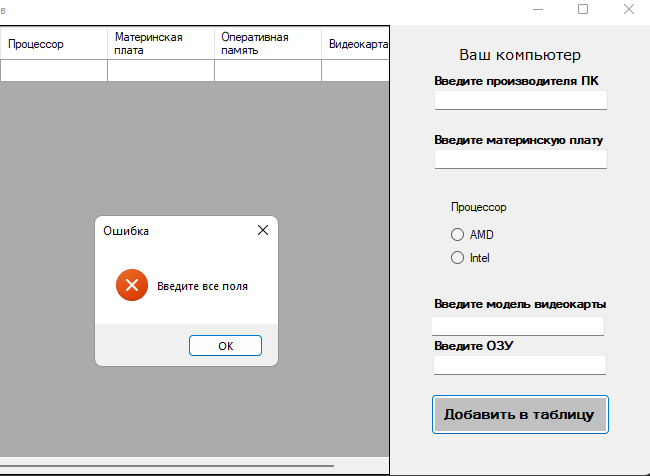 в
Процессор
Материнская
плата
Оперативная
память
Видеокарта
Ошибка
Введите все поля
OK
Ваш компьютер
Введите производителя ПК
Введите материнскую плату
Процессор
AMD
Intel
Введите модель видеокарты
Введите ОЗУ
Добавить в таблицу